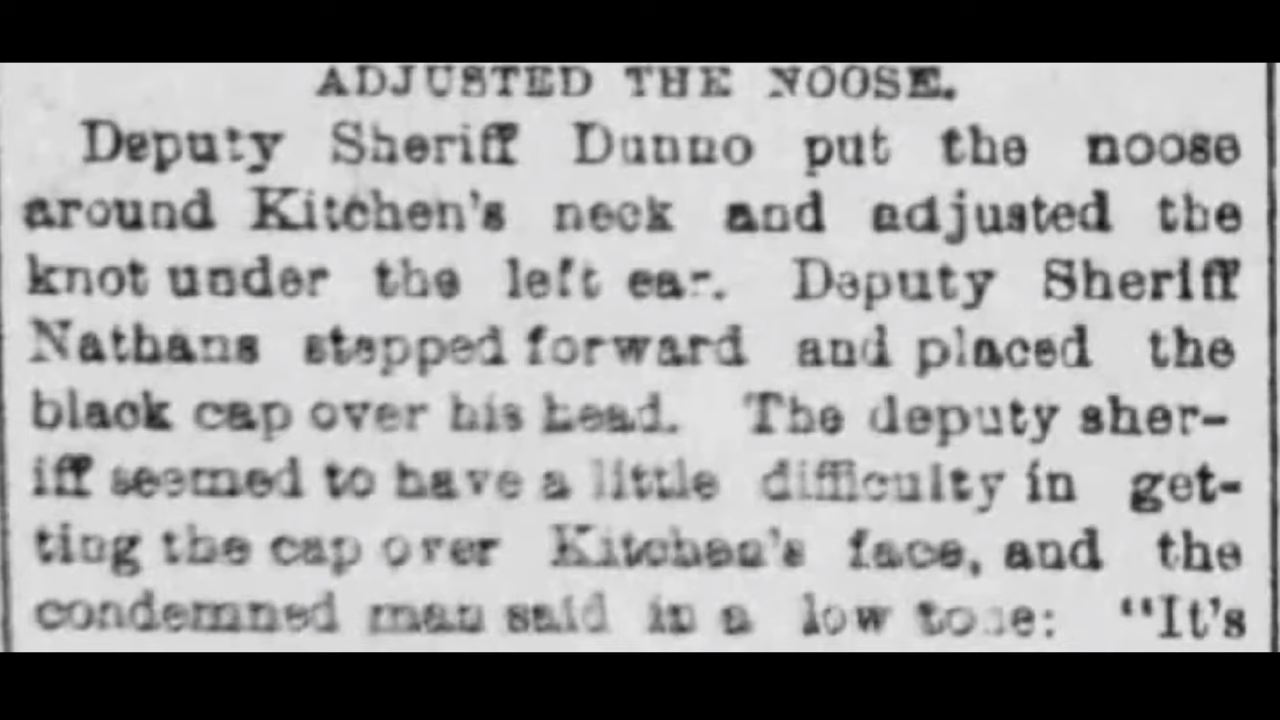 ADJUSTED THE NOOSE.
Deputy Sheriff Dunno put the noose
around Kitchen's neck and adjusted the
knot under the left ear. Deputy Sheriff
Nathans stepped forward and placed the
black cap over his head. The deputy sher-
iff seemed to have a little difficulty in get-
ting the cap over Kitchen's face, and the
condemned man said in a low tone: "It's